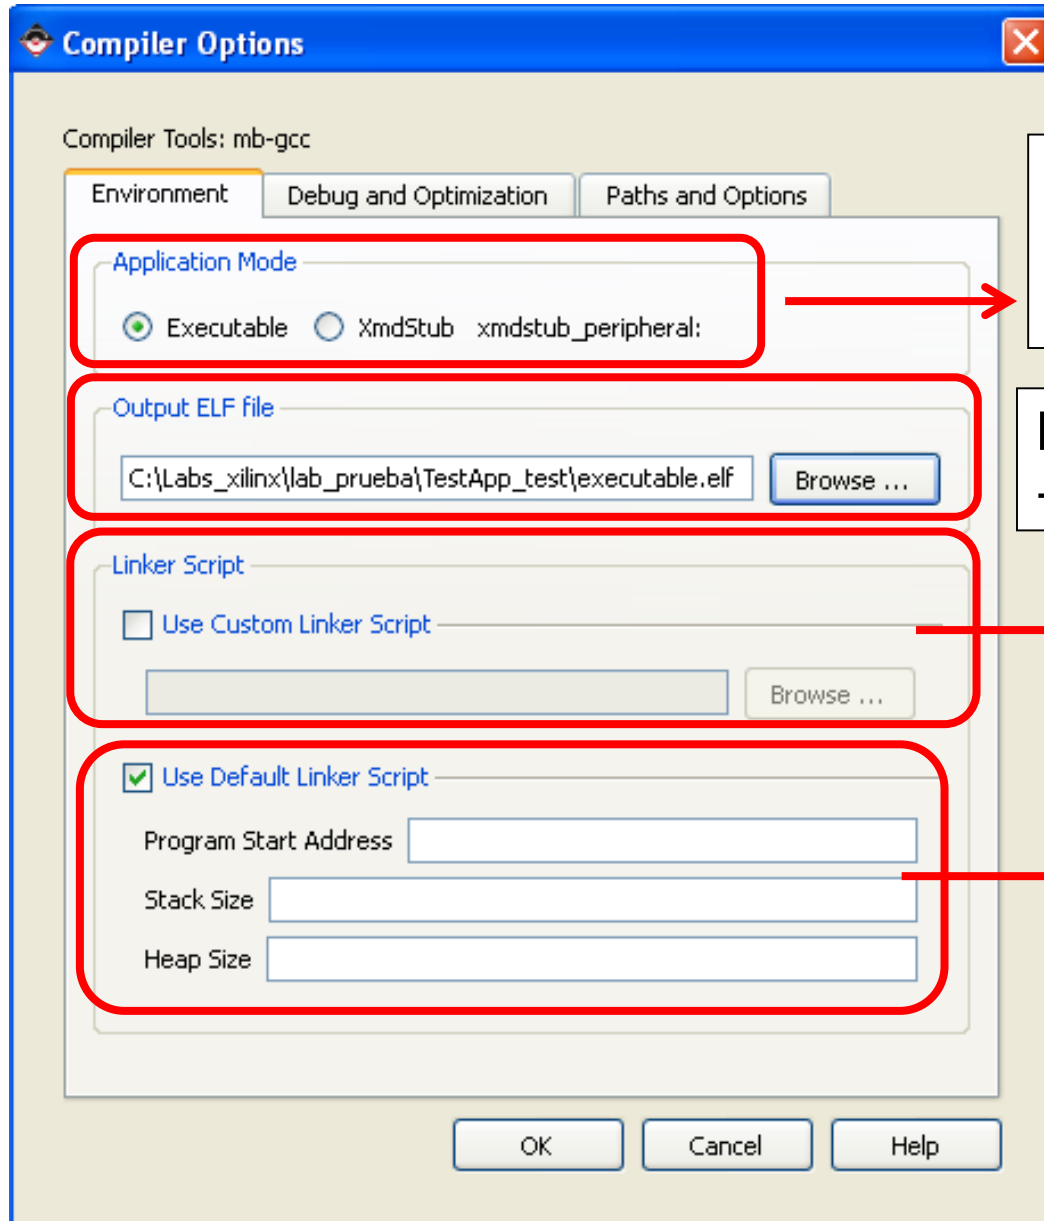 Compiler Options
Compiler Tools: mb-gcc
Environment Debug and Optimization Paths and Options
Application Mode
Executable XmdStub xmdstub_peripheral:
Output ELF file
C:\Labs_xilinx\lab_prueba\TestApp_test\executable.elf Browse ...
Linker Script
Use Custom Linker Script
Browse ...
Use Default Linker Script
Program Start Address
Stack Size
Heap Size
OK Cancel Help